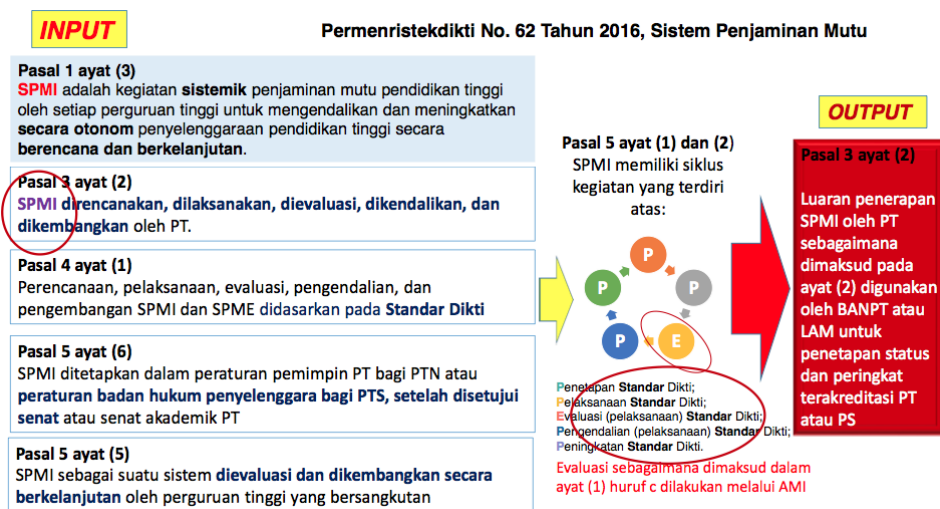 INPUT
Permenristekdikti No. 62 Tahun 2016, Sistem Penjaminan Mutu
Pasal 1 ayat (3)
SPMI adalah kegiatan sistemik penjaminan mutu pendidikan tinggi
oleh setiap perguruan tinggi untuk mengendalikan dan meningkatkan
secara otonom penyelenggaraan pendidikan tinggi secara
berencana dan berkelanjutan.
Pasal 3 ayat (2)
SPMI direncanakan, dilaksanakan, dievaluasi, dikendalikan, dan
dikembangkan oleh PT.
Pasal 4 ayat (1)
Perencanaan, pelaksanaan, evaluasi, pengendalian, dan
pengembangan SPMI dan SPME didasarkan pada Standar Dikti
Pasal 5 ayat (6)
SPMI ditetapkan dalam peraturan pemimpin PT bagi PTN atau
peraturan badan hukum penyelenggara bagi PTS, setelah disetujui
senat atau senat akademik PT
Pasal 5 ayat (5)
SPMI sebagai suatu sistem dievaluasi dan dikembangkan secara
berkelanjutan oleh perguruan tinggi yang bersangkutan
Pasal 5 ayat (1) dan (2)
SPMI memiliki siklus
kegiatan yang terdiri
atas:
P
P
E
P
P
Penetapan Standar Dikti;
Pelaksanaan Standar Dikti;
Evaluasi (pelaksanaan) Standar Dikti;
Pengendalian (pelaksanaan) Standar Dikti;
Peningkatan Standar Dikti.
Evaluasi sebagaimana dimaksud dalam
ayat (1) huruf c dilakukan melalui AMI
OUTPUT
Pasal 3 ayat (2)
Luaran penerapan
SPMI oleh PT
sebagaimana
dimaksud pada
ayat (2) digunakan
oleh BANPT atau
LAM untuk
penetapan status
dan peringkat
terakreditasi PT
atau PS